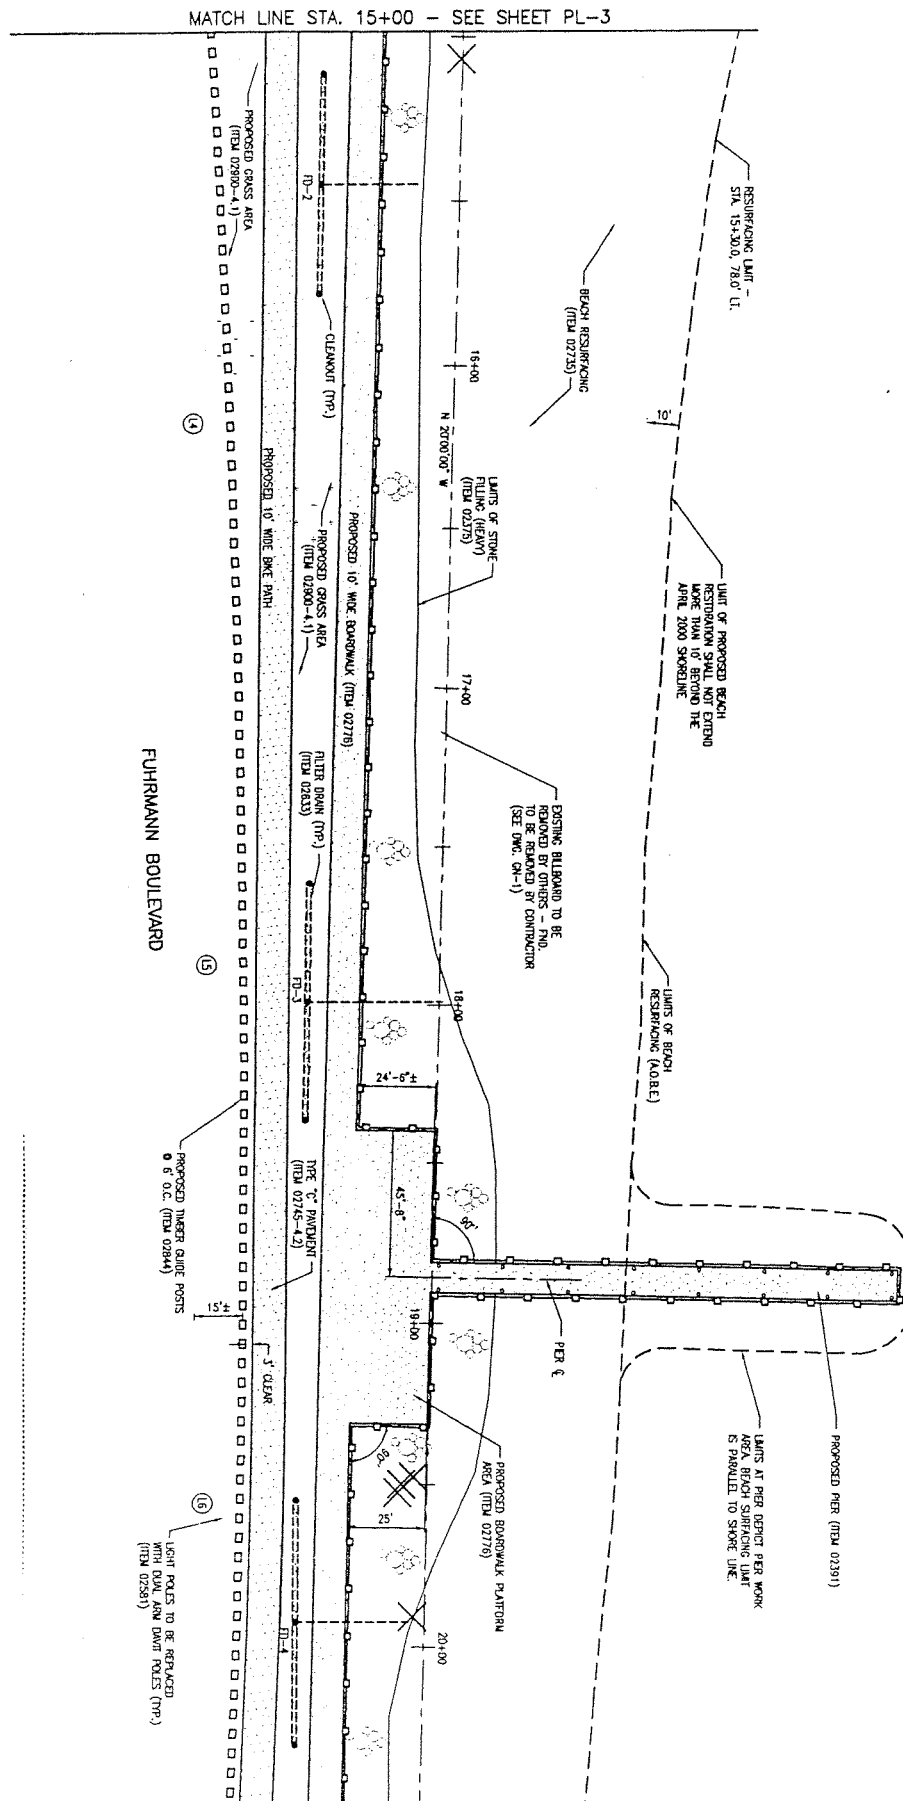 MATCH LINE STA. 15+00 - SEE SHEET PL-3
RESURFACING LIMIT -
STA. 15+30.0, 78.0' LT.
PROPOSED GRASS AREA
(ITEM 02900-4.1)
FD-2
BEACH RESURFACING
(ITEM 02735)
CLEANOUT (TYP.)
16+00
10'
L4
N 20°00'00" W
PROPOSED 10' WIDE BIKE PATH
LIMITS OF STONE
FILLING (HEAVY)
(ITEM 02375)
PROPOSED 10' WIDE BOARDWALK (ITEM 02776)
PROPOSED GRASS AREA
(ITEM 02900-4.1)
LIMIT OF PROPOSED BEACH
RESTORATION SHALL NOT EXTEND
MORE THAN 10' BEYOND THE
APRIL 2000 SHORELINE
17+00
FUHRMANN BOULEVARD
FILTER DRAIN (TYP.)
(ITEM 02633)
EXISTING BILLBOARD TO BE
REMOVED BY OTHERS - FND.
TO BE REMOVED BY CONTRACTOR
(SEE DWG. GN-1)
L5
FD-3
18+00
LIMITS OF BEACH
RESURFACING (A.O.B.E.)
24'-6"±
PROPOSED TIMBER GUIDE POSTS
@ 6' O.C. (ITEM 02844)
TYPE "C" PAVEMENT
(ITEM 02745-4.2)
45'-8"
90°
15'±
3' CLEAR
19+00
PIER ℄
PROPOSED PIER (ITEM 02391)
LIMITS AT PIER DEPICT PIER WORK
AREA. BEACH SURFACING LIMIT
IS PARALLEL TO SHORE LINE.
PROPOSED BOARDWALK PLATFORM
AREA (ITEM 02776)
90°
25'
L6
LIGHT POLES TO BE REPLACED
WITH DUAL ARM DAVIT POLES (TYP.)
(ITEM 02581)
FD-4
20+00